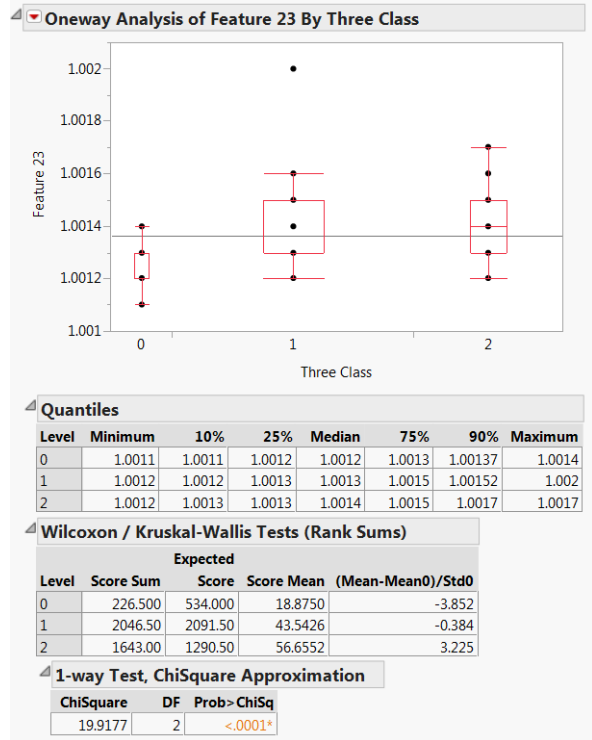 Oneway Analysis of Feature 23 By Three Class
1.002
1.0018
1.0016
1.0014
1.0012
1.001
Feature 23
0 1 2
Three Class
Quantiles
Level Minimum 10% 25% Median 75% 90% Maximum
0 1.0011 1.0011 1.0012 1.0012 1.0013 1.00137 1.0014
1 1.0012 1.0012 1.0013 1.0013 1.0015 1.00152 1.002
2 1.0012 1.0013 1.0013 1.0014 1.0015 1.0017 1.0017
Wilcoxon / Kruskal-Wallis Tests (Rank Sums)
Expected
Level Score Sum Score Score Mean (Mean-Mean0)/Std0
0 226.500 534.000 18.8750 -3.852
1 2046.50 2091.50 43.5426 -0.384
2 1643.00 1290.50 56.6552 3.225
1-way Test, ChiSquare Approximation
ChiSquare DF Prob>ChiSq
19.9177 2 <.0001*